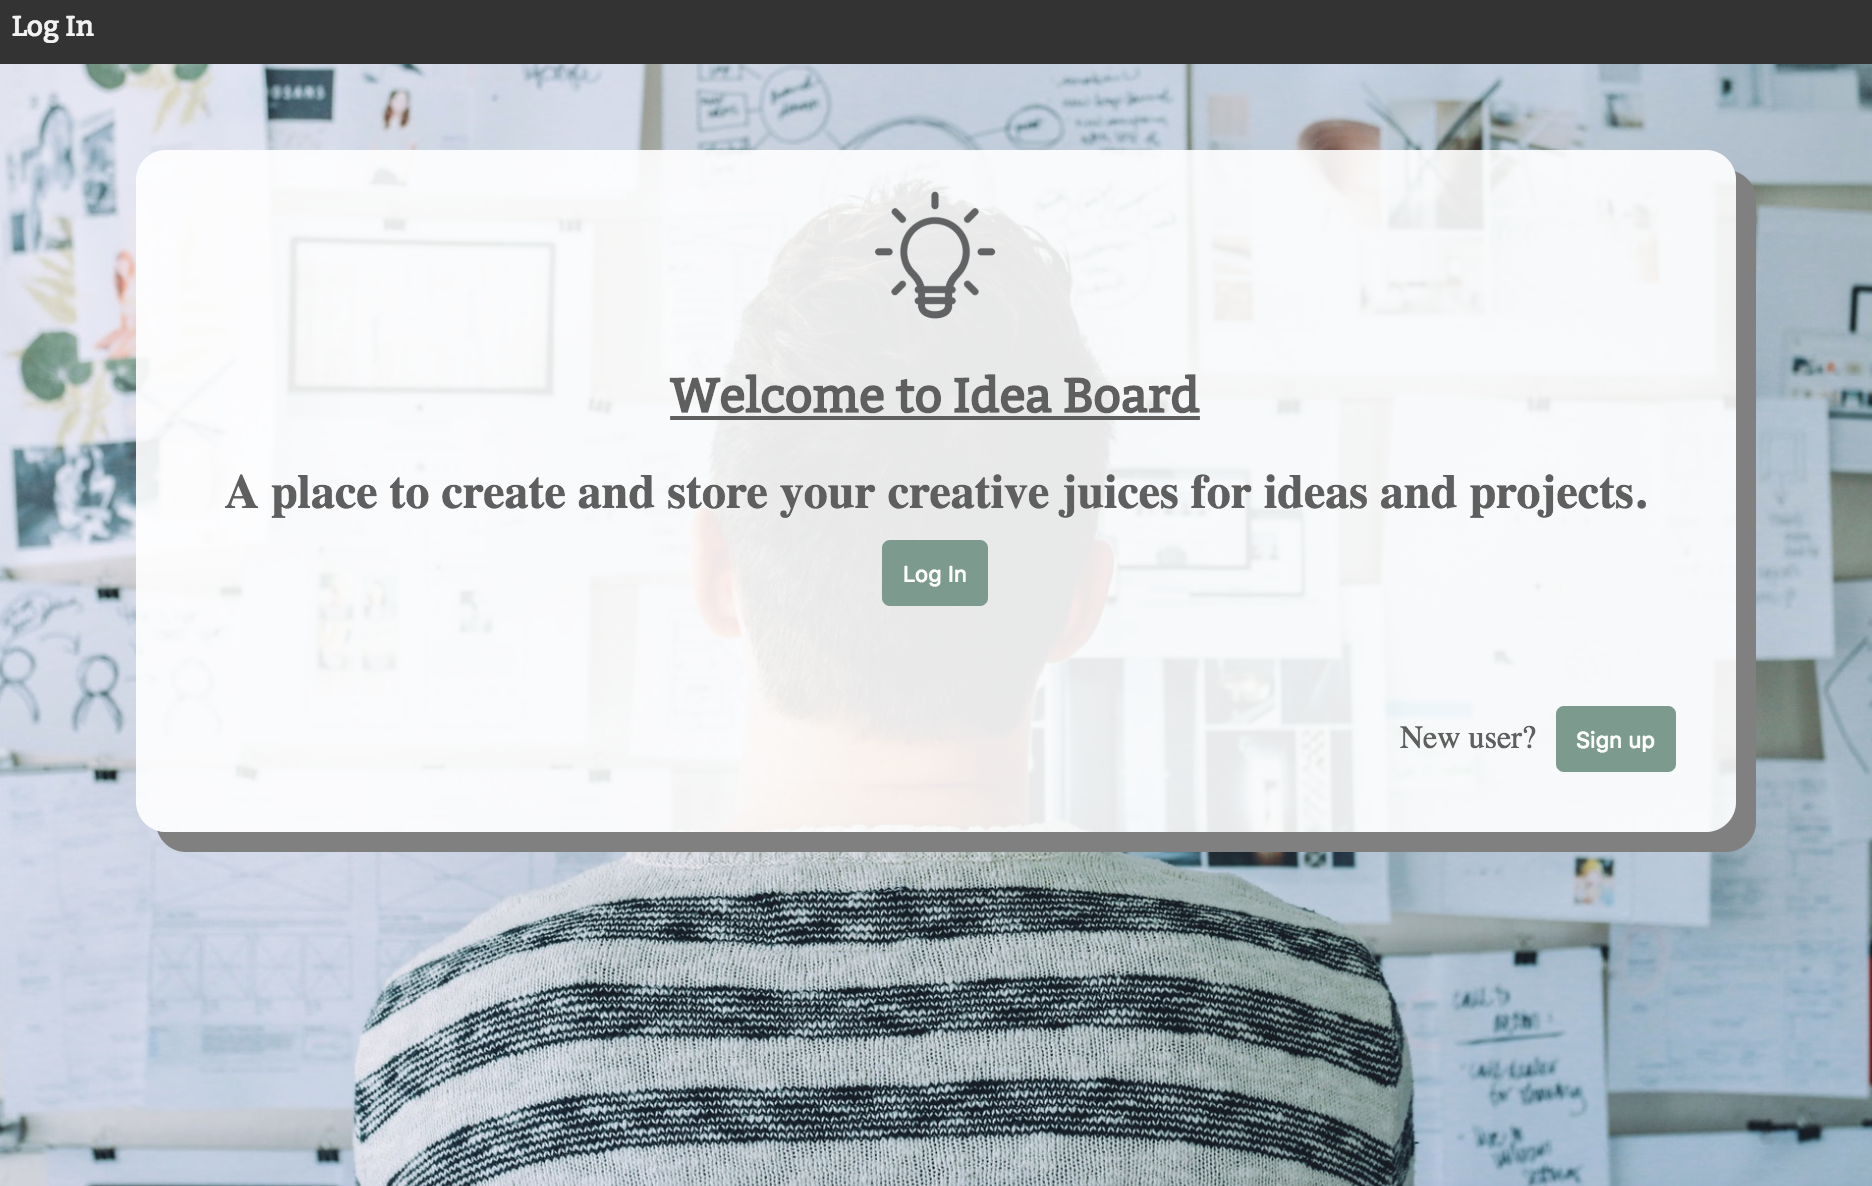 Log In
Welcome to Idea Board
A place to create and store your creative juices for ideas and projects.
Log In
New user?
Sign up